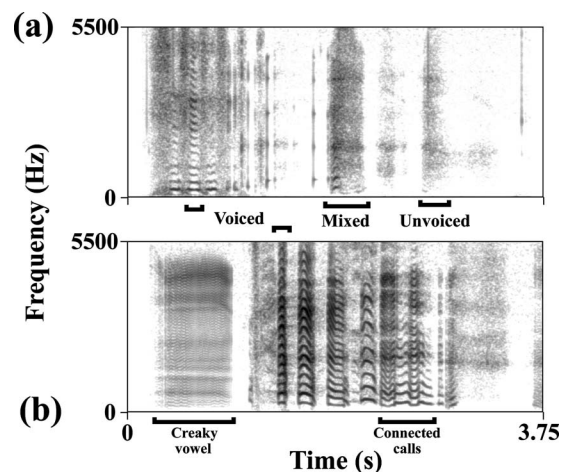 (a)
5500
0
Frequency (Hz)
Voiced
Mixed
Unvoiced
5500
0
(b)
0
3.75
Creaky
vowel
Time (s)
Connected
calls